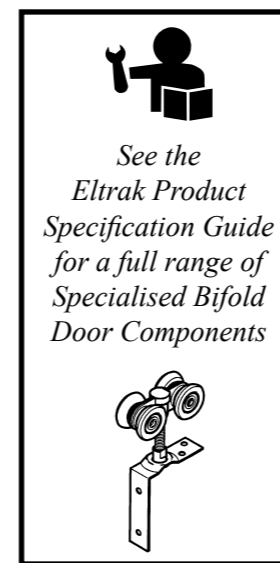 See the
Eltrak Product
Specification Guide
for a full range of
Specialised Bifold
Door Components